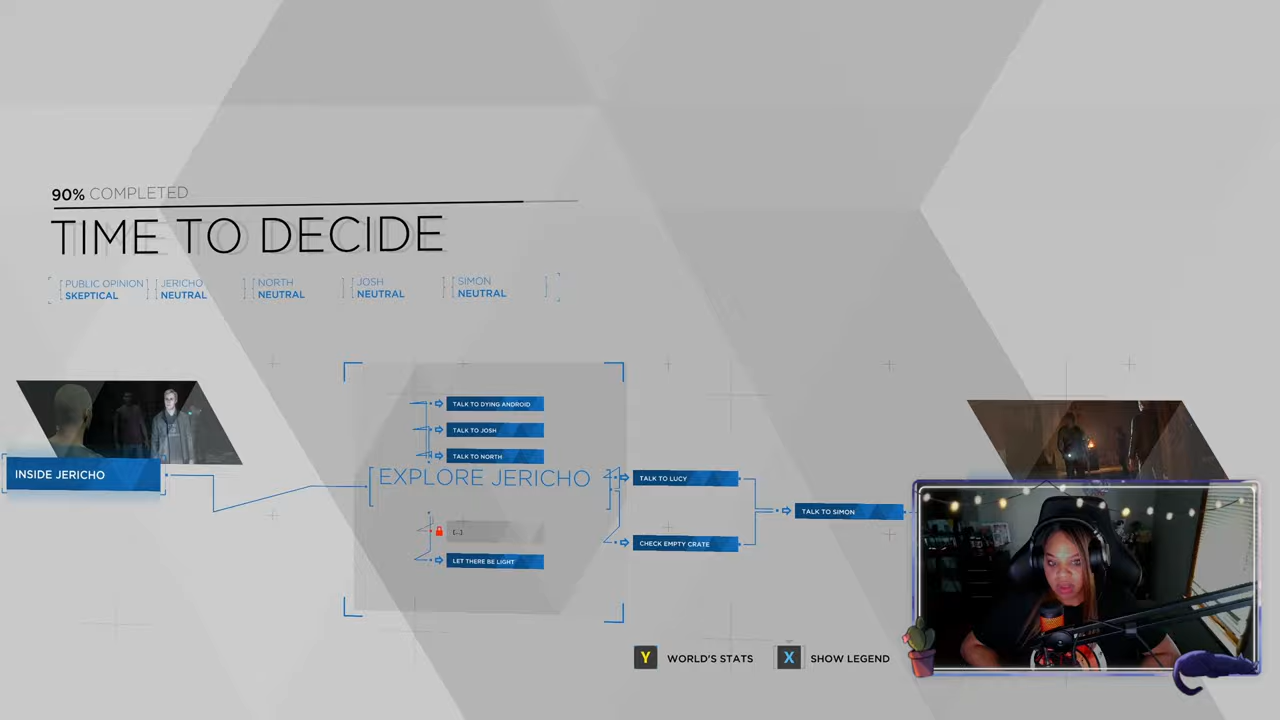 90% COMPLETED
TIME TO DECIDE
PUBLIC OPINION JERICHO NORTH JOSH SIMON
SKEPTICAL NEUTRAL NEUTRAL NEUTRAL NEUTRAL
TALK TO DYING ANDROID
TALK TO JOSH
TALK TO NORTH
INSIDE JERICHO
EXPLORE JERICHO
TALK TO LUCY
TALK TO SIMON
[...]
CHECK EMPTY CRATE
LET THERE BE LIGHT
Y WORLD'S STATS X SHOW LEGEND